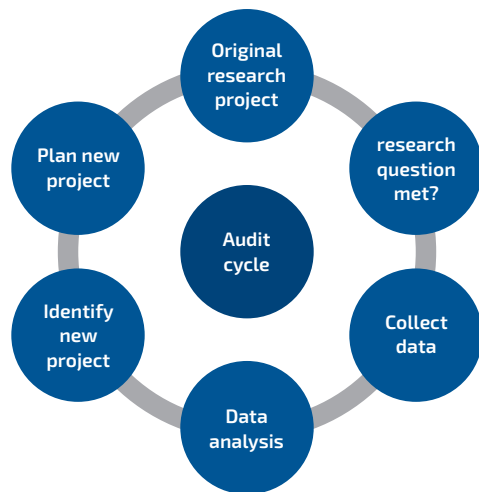 Original
research
project
research
question
met?
Collect
data
Data
analysis
Identify
new
project
Plan new
project
Audit
cycle